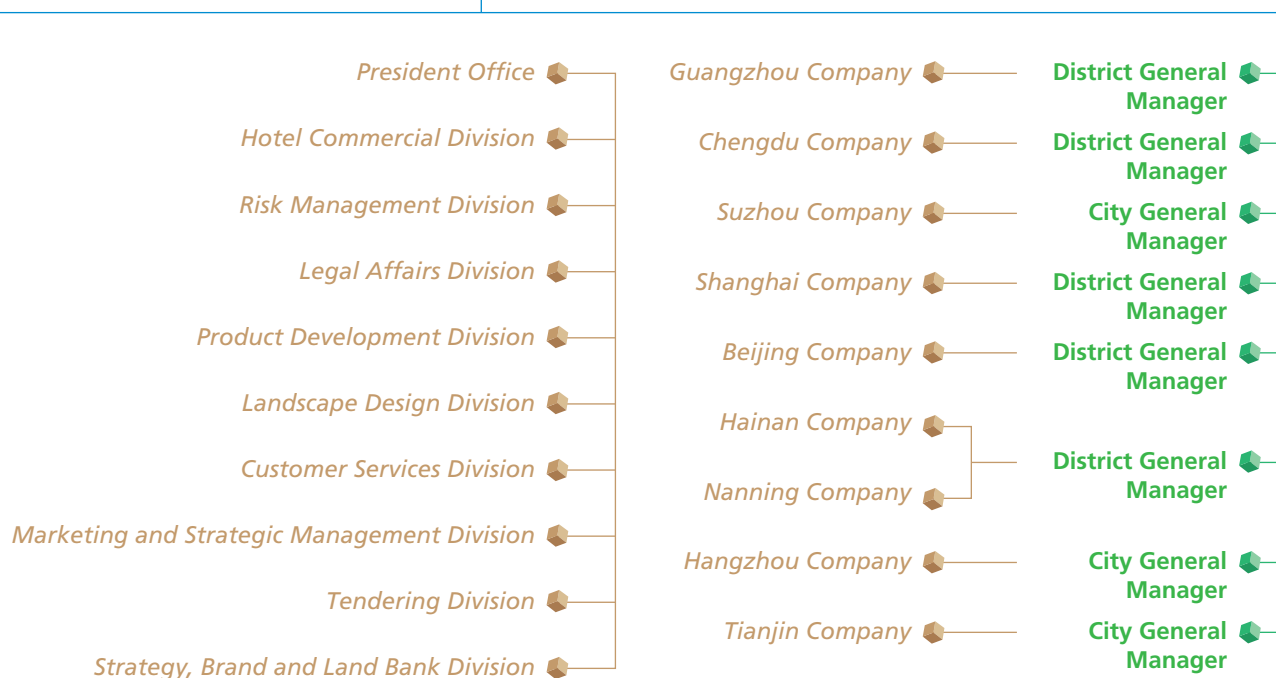 President Office
Hotel Commercial Division
Risk Management Division
Legal Affairs Division
Product Development Division
Landscape Design Division
Customer Services Division
Marketing and Strategic Management Division
Tendering Division
Strategy, Brand and Land Bank Division
Guangzhou Company
Chengdu Company
Suzhou Company
Shanghai Company
Beijing Company
Hainan Company
Nanning Company
Hangzhou Company
Tianjin Company
District General
Manager
District General
Manager
City General
Manager
District General
Manager
District General
Manager
District General
Manager
City General
Manager
City General
Manager